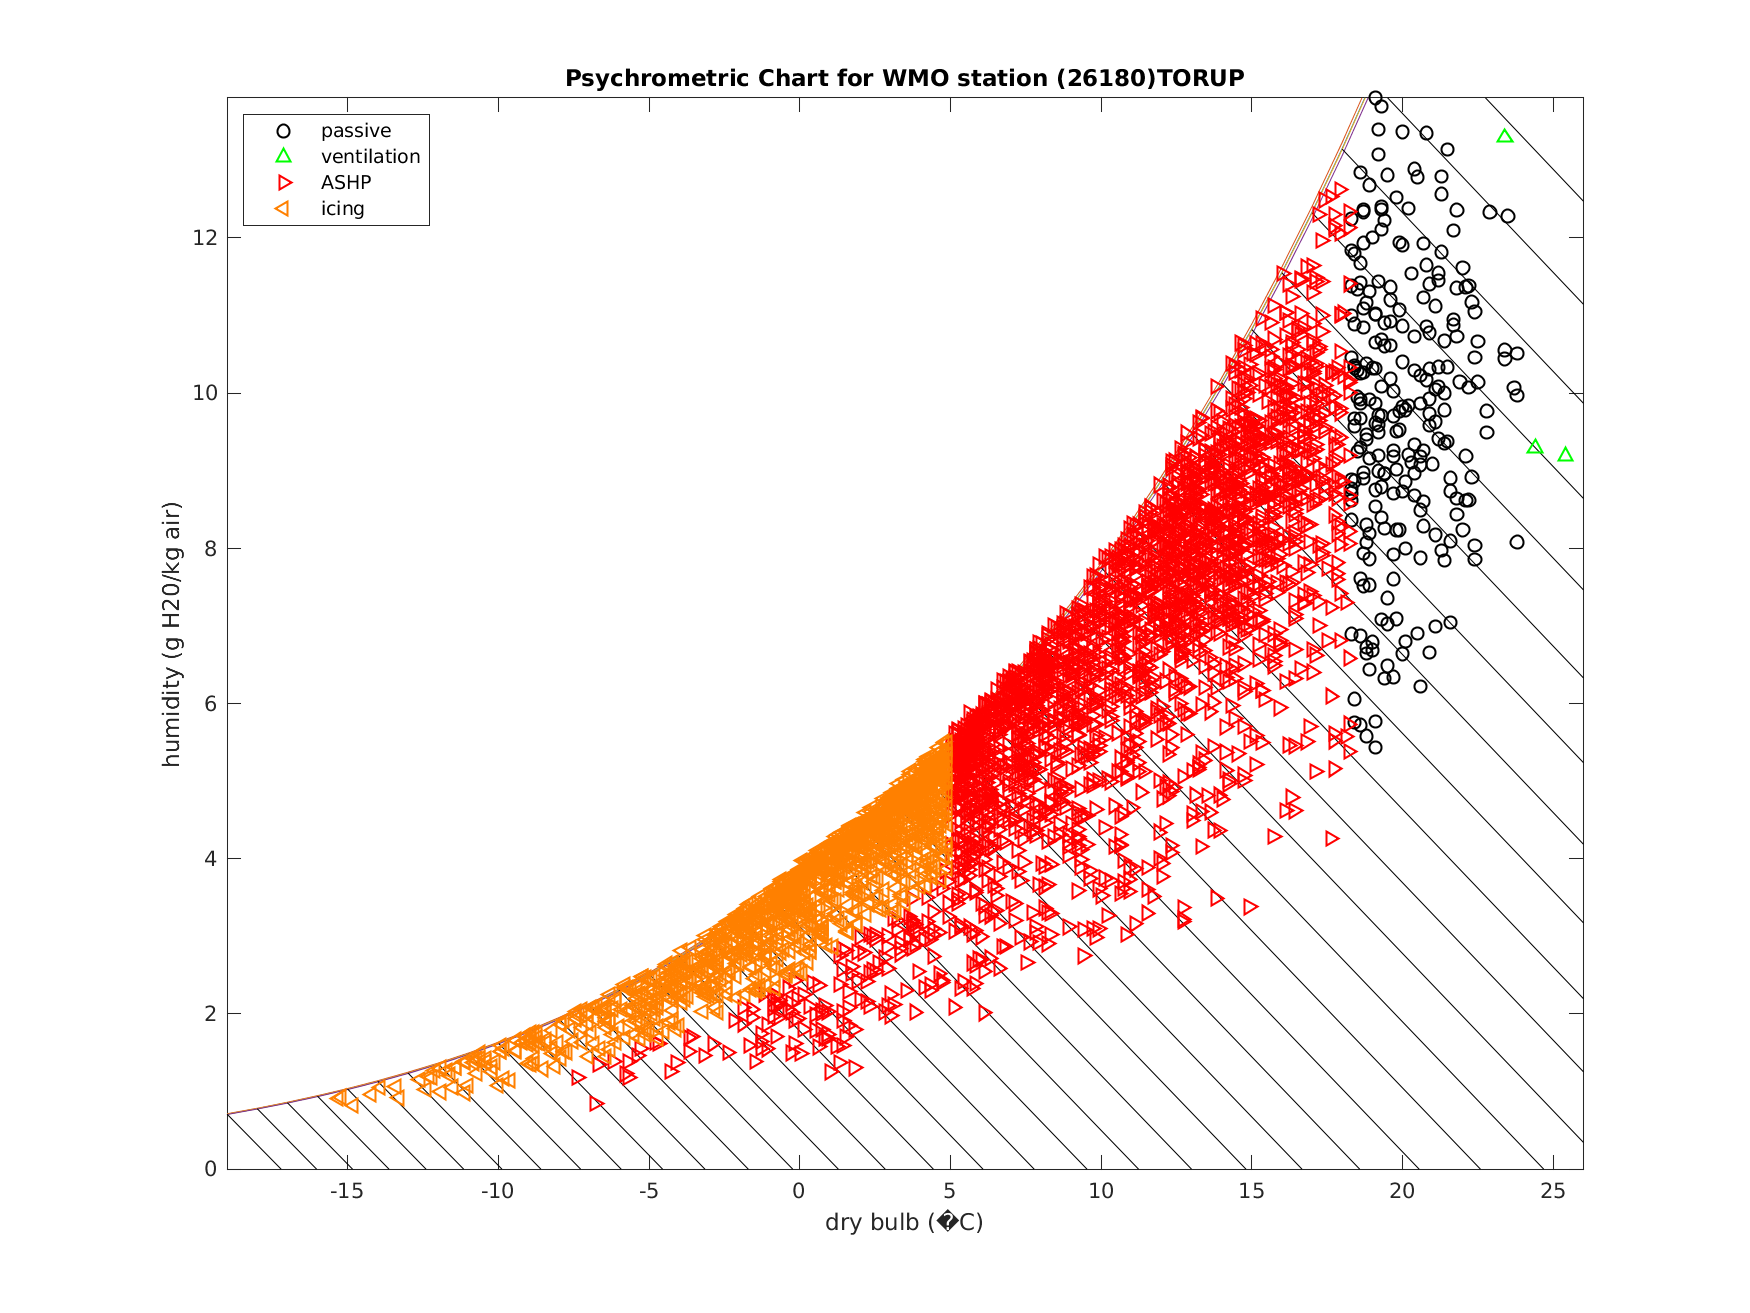 Psychrometric Chart for WMO station (26180)TORUP
passive
ventilation
ASHP
icing
humidity (g H20/kg air)
12
10
8
6
4
2
0
-15 -10 -5 0 5 10 15 20 25
dry bulb (�C)